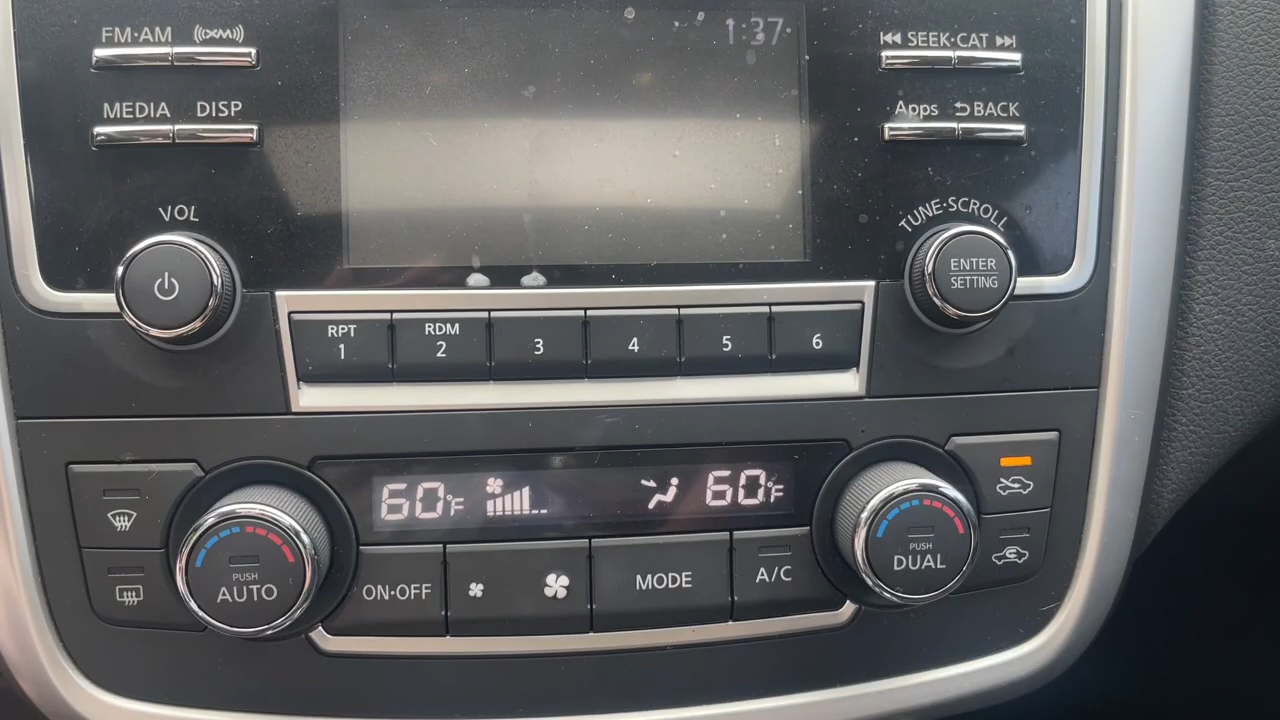 FM·AM (((XM)))
1:37
SEEK·CAT
MEDIA DISP
Apps BACK
VOL
TUNE·SCROLL
ENTER
SETTING
RPT
1
RDM
2
3
4
5
6
60°F
60°F
PUSH
AUTO
ON·OFF
MODE
A/C
PUSH
DUAL